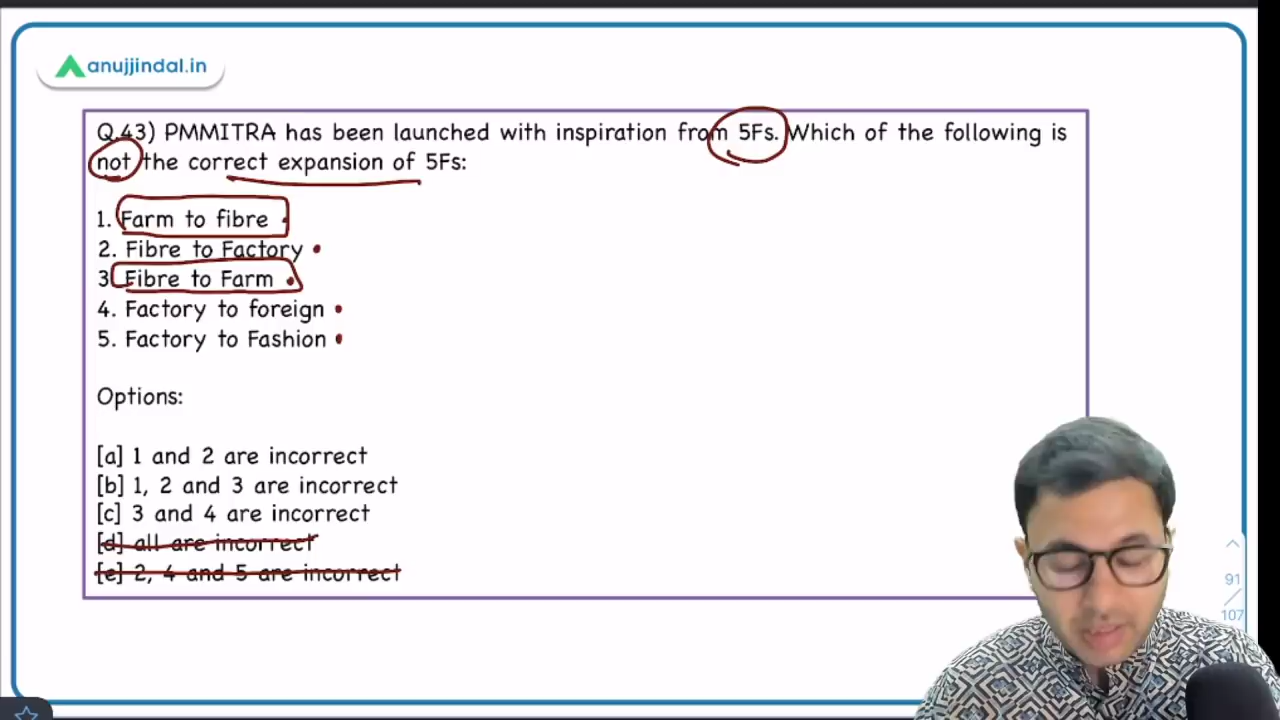 anujjindal.in
Q.43) PMMITRA has been launched with inspiration from 5Fs. Which of the following is
not the correct expansion of 5Fs:
1. Farm to fibre
2. Fibre to Factory
3. Fibre to Farm
4. Factory to foreign
5. Factory to Fashion
Options:
[a] 1 and 2 are incorrect
[b] 1, 2 and 3 are incorrect
[c] 3 and 4 are incorrect
[d] all are incorrect
[e] 2, 4 and 5 are incorrect
91
107